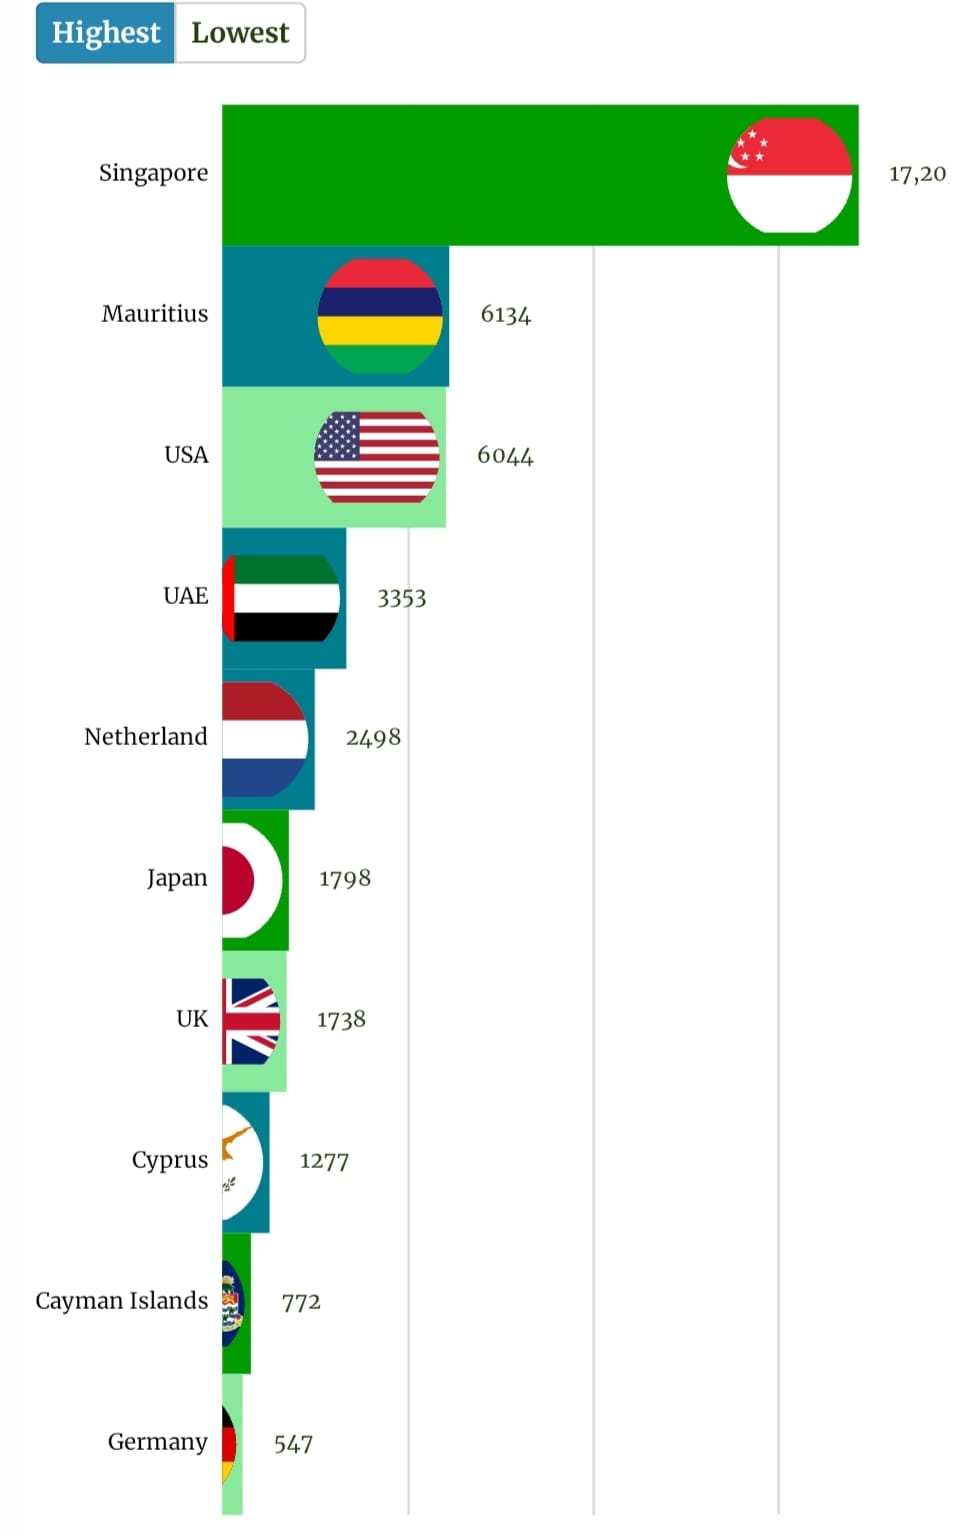 Highest Lowest
Singapore 17,20
Mauritius 6134
USA 6044
UAE 3353
Netherland 2498
Japan 1798
UK 1738
Cyprus 1277
Cayman Islands 772
Germany 547